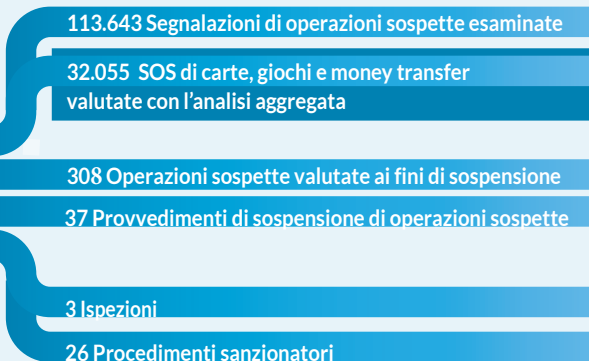 113.643 Segnalazioni di operazioni sospette esaminate
32.055 SOS di carte, giochi e money transfer
valutate con l'analisi aggregata
308 Operazioni sospette valutate ai fini di sospensione
37 Provvedimenti di sospensione di operazioni sospette
3 Ispezioni
26 Procedimenti sanzionatori